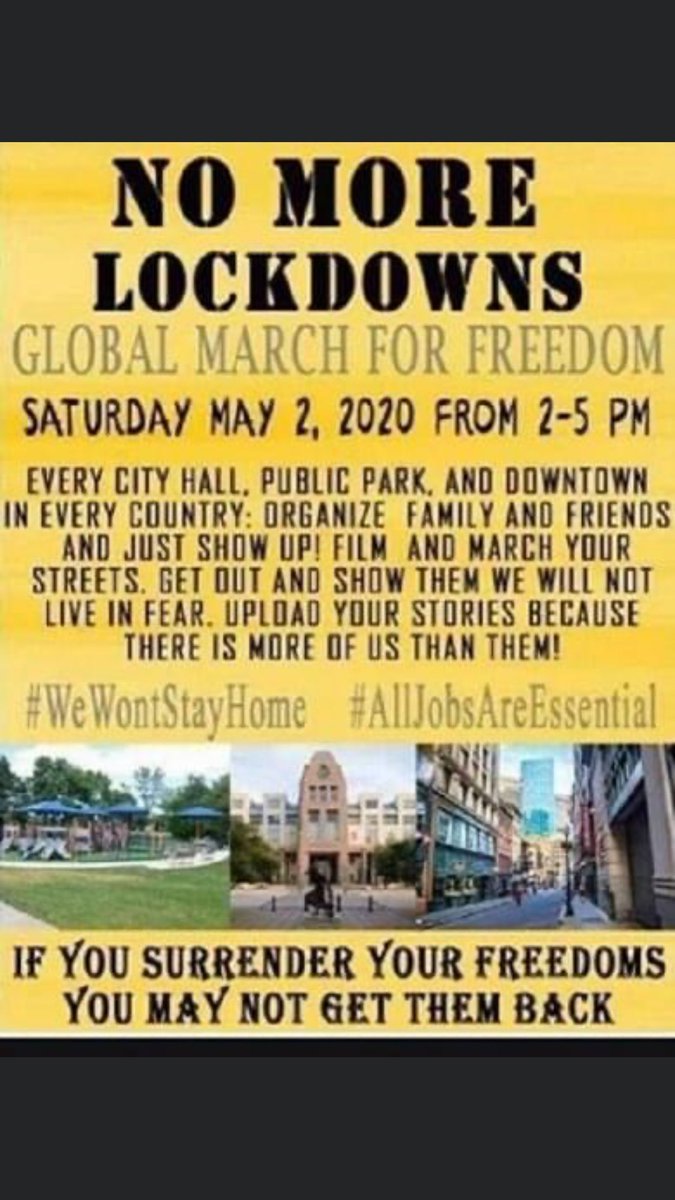 NO MORE
LOCKDOWNS
GLOBAL MARCH FOR FREEDOM
SATURDAY MAY 2, 2020 FROM 2-5 PM
EVERY CITY HALL, PUBLIC PARK, AND DOWNTOWN
IN EVERY COUNTRY: ORGANIZE FAMILY AND FRIENDS
AND JUST SHOW UP! FILM AND MARCH YOUR
STREETS. GET OUT AND SHOW THEM WE WILL NOT
LIVE IN FEAR. UPLOAD YOUR STORIES BECAUSE
THERE IS MORE OF US THAN THEM!
#WeWontStayHome #AllJobsAreEssential
IF YOU SURRENDER YOUR FREEDOMS
YOU MAY NOT GET THEM BACK